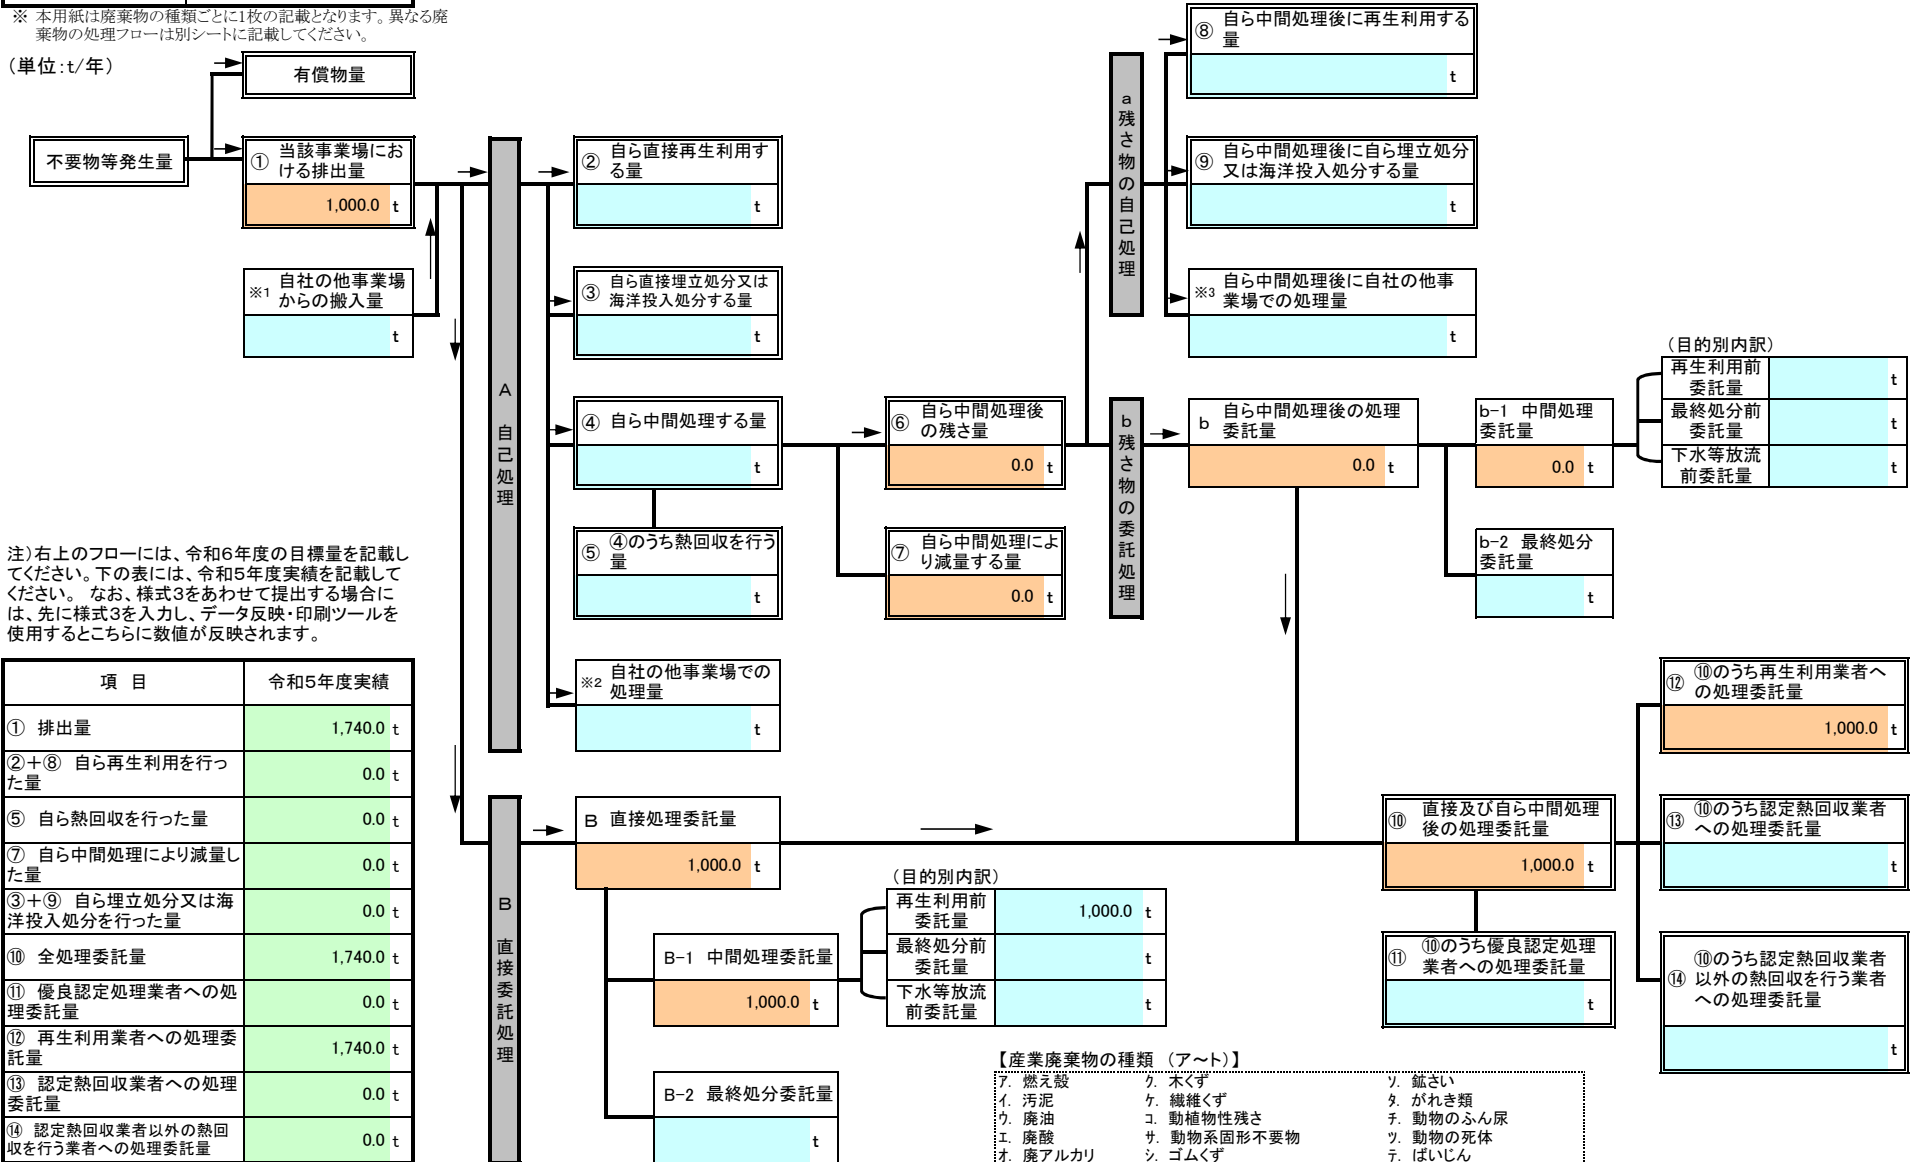 ※ 本用紙は廃棄物の種類ごとに1枚の記載となります。異なる廃
棄物の処理フローは別シートに記載してください。
（単位：t/年）
有償物量
不要物等発生量
① 当該事業場にお
ける排出量
1,000.0 t
※1 自社の他事業場
からの搬入量
t
A 自己処理
② 自ら直接再生利用す
る量
t
③ 自ら直接埋立処分又は
海洋投入処分する量
t
④ 自ら中間処理する量
t
⑤ ④のうち熱回収を行う
量
t
※2 自社の他事業場での
処理量
t
⑥ 自ら中間処理後
の残さ量
0.0 t
⑦ 自ら中間処理によ
り減量する量
0.0 t
a 残さ物の自己処理
⑧ 自ら中間処理後に再生利用する
量
t
⑨ 自ら中間処理後に自ら埋立処分
又は海洋投入処分する量
t
※3 自ら中間処理後に自社の他事
業場での処理量
t
b 残さ物の委託処理
b 自ら中間処理後の処理
委託量
0.0 t
b-1 中間処理
委託量
0.0 t
b-2 最終処分
委託量
t
（目的別内訳）
再生利用前
委託量
t
最終処分前
委託量
t
下水等放流
前委託量
t
注）右上のフローには、令和６年度の目標量を記載し
てください。下の表には、令和５年度実績を記載して
ください。 なお、様式３をあわせて提出する場合に
は、先に様式３を入力し、データ反映・印刷ツールを
使用するとこちらに数値が反映されます。
項 目 令和５年度実績
① 排出量 1,740.0 t
②＋⑧ 自ら再生利用を行っ
た量 0.0 t
⑤ 自ら熱回収を行った量 0.0 t
⑦ 自ら中間処理により減量し
た量 0.0 t
③＋⑨ 自ら埋立処分又は海
洋投入処分を行った量 0.0 t
⑩ 全処理委託量 1,740.0 t
⑪ 優良認定処理業者への処
理委託量 0.0 t
⑫ 再生利用業者への処理委
託量 1,740.0 t
⑬ 認定熱回収業者への処理
委託量 0.0 t
⑭ 認定熱回収業者以外の熱回
収を行う業者への処理委託量 0.0 t
B 直接委託処理
B 直接処理委託量
1,000.0 t
B-1 中間処理委託量
1,000.0 t
B-2 最終処分委託量
t
（目的別内訳）
再生利用前
委託量
1,000.0 t
最終処分前
委託量
t
下水等放流
前委託量
t
⑩ 直接及び自ら中間処理
後の処理委託量
1,000.0 t
⑪ ⑩のうち優良認定処理
業者への処理委託量
t
⑫ ⑩のうち再生利用業者へ
の処理委託量
1,000.0 t
⑬ ⑩のうち認定熱回収業者
への処理委託量
t
⑩のうち認定熱回収業者
⑭ 以外の熱回収を行う業者
への処理委託量
t
【産業廃棄物の種類 （ア～ト）】
ア. 燃え殻 ク. 木くず ソ. 鉱さい
イ. 汚泥 ケ. 繊維くず タ. がれき類
ウ. 廃油 コ. 動植物性残さ チ. 動物のふん尿
エ. 廃酸 サ. 動物系固形不要物 ツ. 動物の死体
オ. 廃アルカリ シ. ゴムくず テ. ばいじん